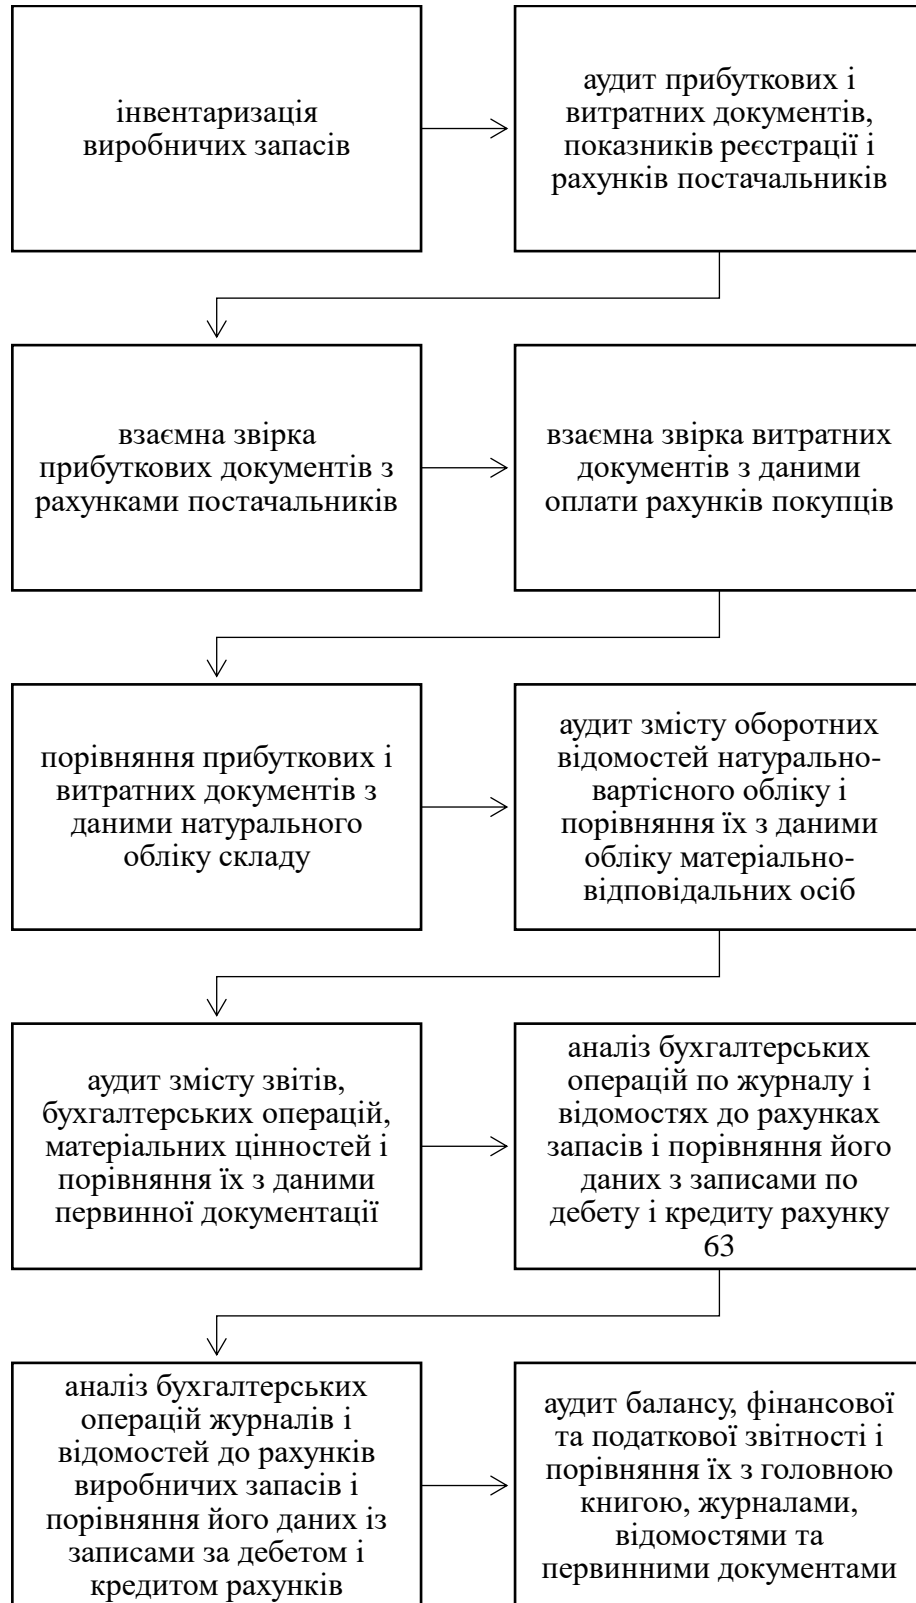 інвентаризація
виробничих запасів
аудит прибуткових і
витратних документів,
показників реєстрації і
рахунків постачальників
взаємна звірка
прибуткових документів з
рахунками постачальників
взаємна звірка витратних
документів з даними
оплати рахунків покупців
порівняння прибуткових і
витратних документів з
даними натурального
обліку складу
аудит змісту оборотних
відомостей натурально-
вартісного обліку і
порівняння їх з даними
обліку матеріально-
відповідальних осіб
аудит змісту звітів,
бухгалтерських операцій,
матеріальних цінностей і
порівняння їх з даними
первинної документації
аналіз бухгалтерських
операцій по журналу і
відомостях до рахунках
запасів і порівняння його
даних з записами по
дебету і кредиту рахунку
63
аналіз бухгалтерських
операцій журналів і
відомостей до рахунків
виробничих запасів і
порівняння його даних із
записами за дебетом і
кредитом рахунків
аудит балансу, фінансової
та податкової звітності і
порівняння їх з головною
книгою, журналами,
відомостями та
первинними документами